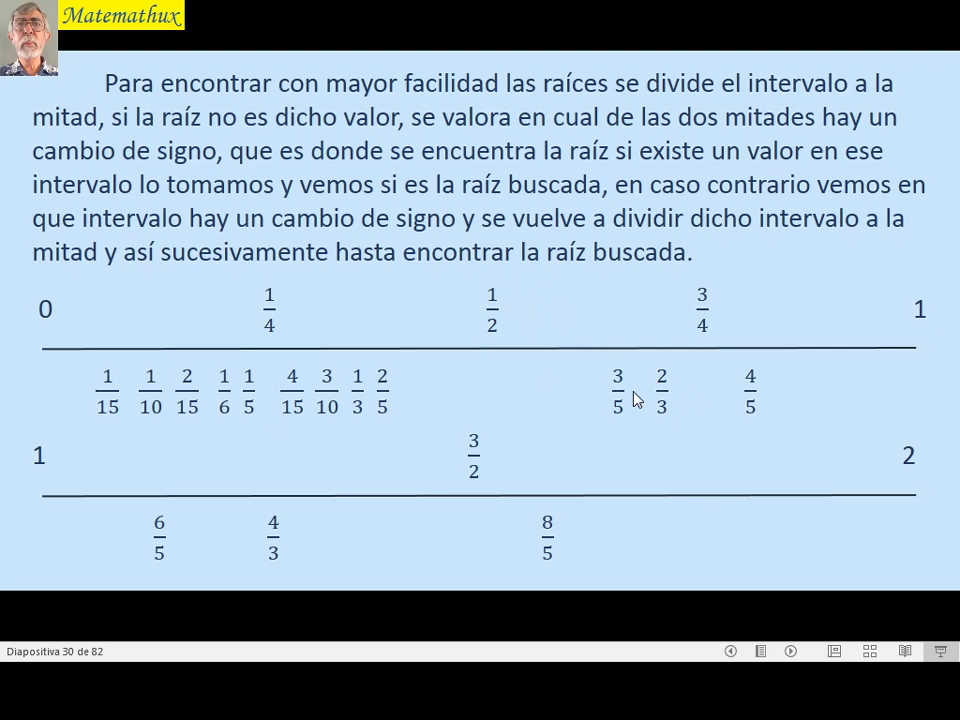 Matemathux
Para encontrar con mayor facilidad las raíces se divide el intervalo a la
mitad, si la raíz no es dicho valor, se valora en cual de las dos mitades hay un
cambio de signo, que es donde se encuentra la raíz si existe un valor en ese
intervalo lo tomamos y vemos si es la raíz buscada, en caso contrario vemos en
que intervalo hay un cambio de signo y se vuelve a dividir dicho intervalo a la
mitad y así sucesivamente hasta encontrar la raíz buscada.
0 1/4 1/2 3/4 1
1/15 1/10 2/15 1/6 1/5 4/15 3/10 1/3 2/5 3/5 2/3 4/5
1 3/2 2
6/5 4/3 8/5
Diapositiva 30 de 82